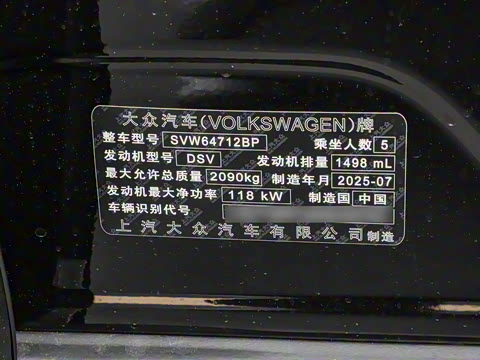 大众汽车(VOLKSWAGEN)牌
整车型号 SVW64712BP 乘坐人数 5
发动机型号 DSV 发动机排量 1498 mL
最大允许总质量 2090kg 制造年月 2025-07
发动机最大净功率 118 kW 制造国 中国
车辆识别代号
上汽大众汽车有限公司制造